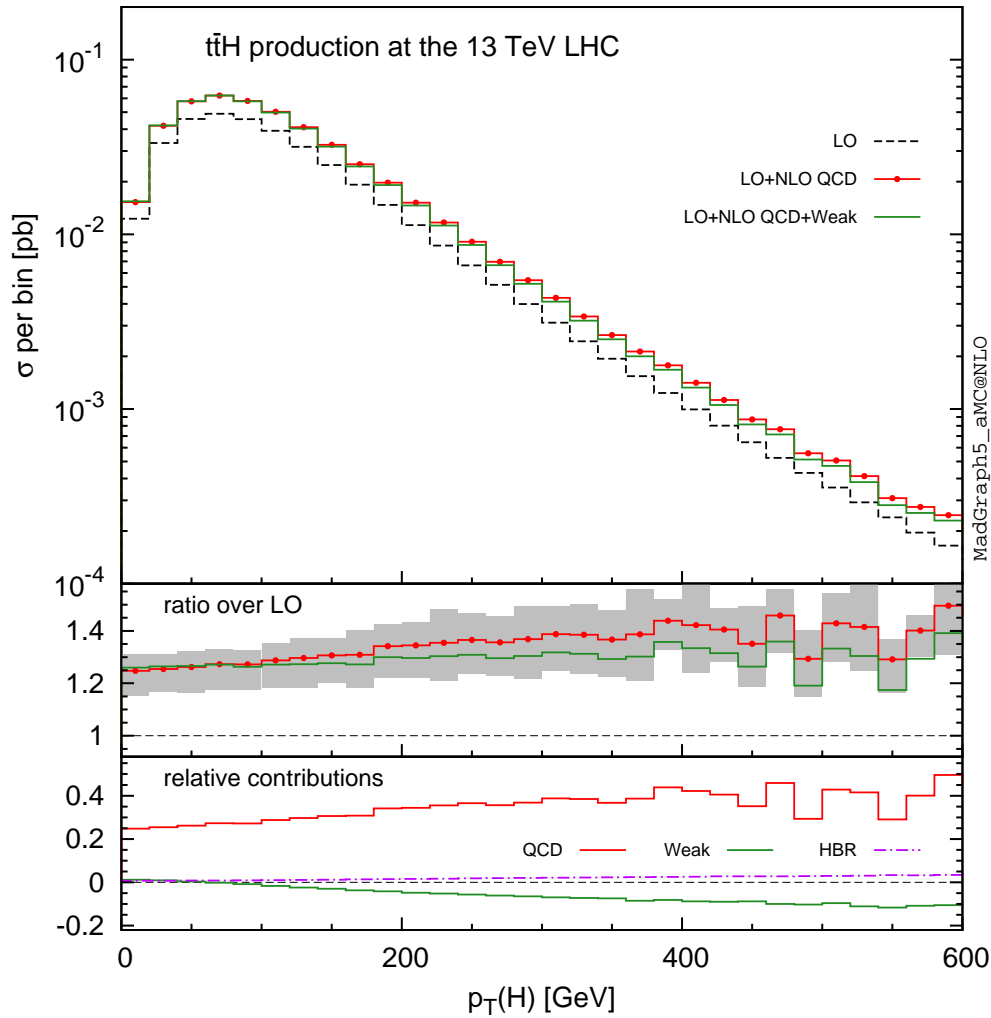 tt̄H production at the 13 TeV LHC
LO
LO+NLO QCD
LO+NLO QCD+Weak
σ per bin [pb]
10⁻¹
10⁻²
10⁻³
10⁻⁴
MadGraph5_aMC@NLO
ratio over LO
1.4
1.2
1
relative contributions
0.4
0.2
0
-0.2
QCD
Weak
HBR
0
200
400
600
p_T(H) [GeV]